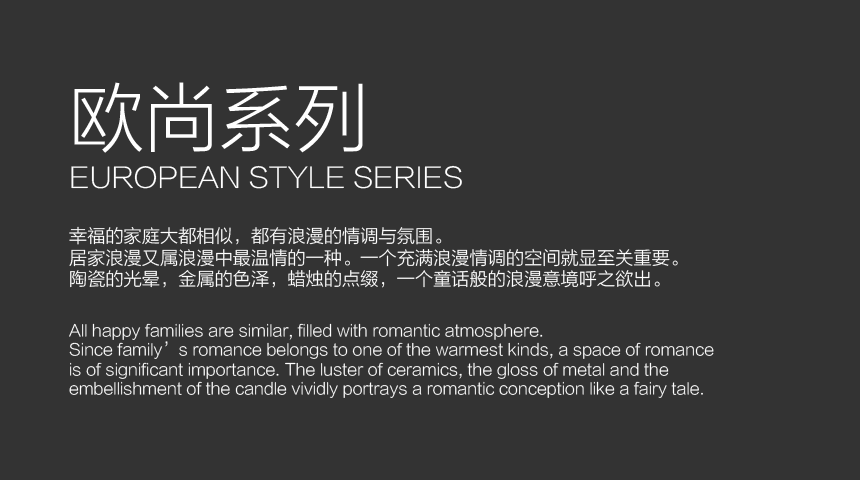 欧尚系列
EUROPEAN STYLE SERIES
幸福的家庭大都相似，都有浪漫的情调与氛围。
居家浪漫又属浪漫中最温情的一种。一个充满浪漫情调的空间就显至关重要。
陶瓷的光晕，金属的色泽，蜡烛的点缀，一个童话般的浪漫意境呼之欲出。
All happy families are similar, filled with romantic atmosphere.
Since family’s romance belongs to one of the warmest kinds, a space of romance
is of significant importance. The luster of ceramics, the gloss of metal and the
embellishment of the candle vividly portrays a romantic conception like a fairy tale.